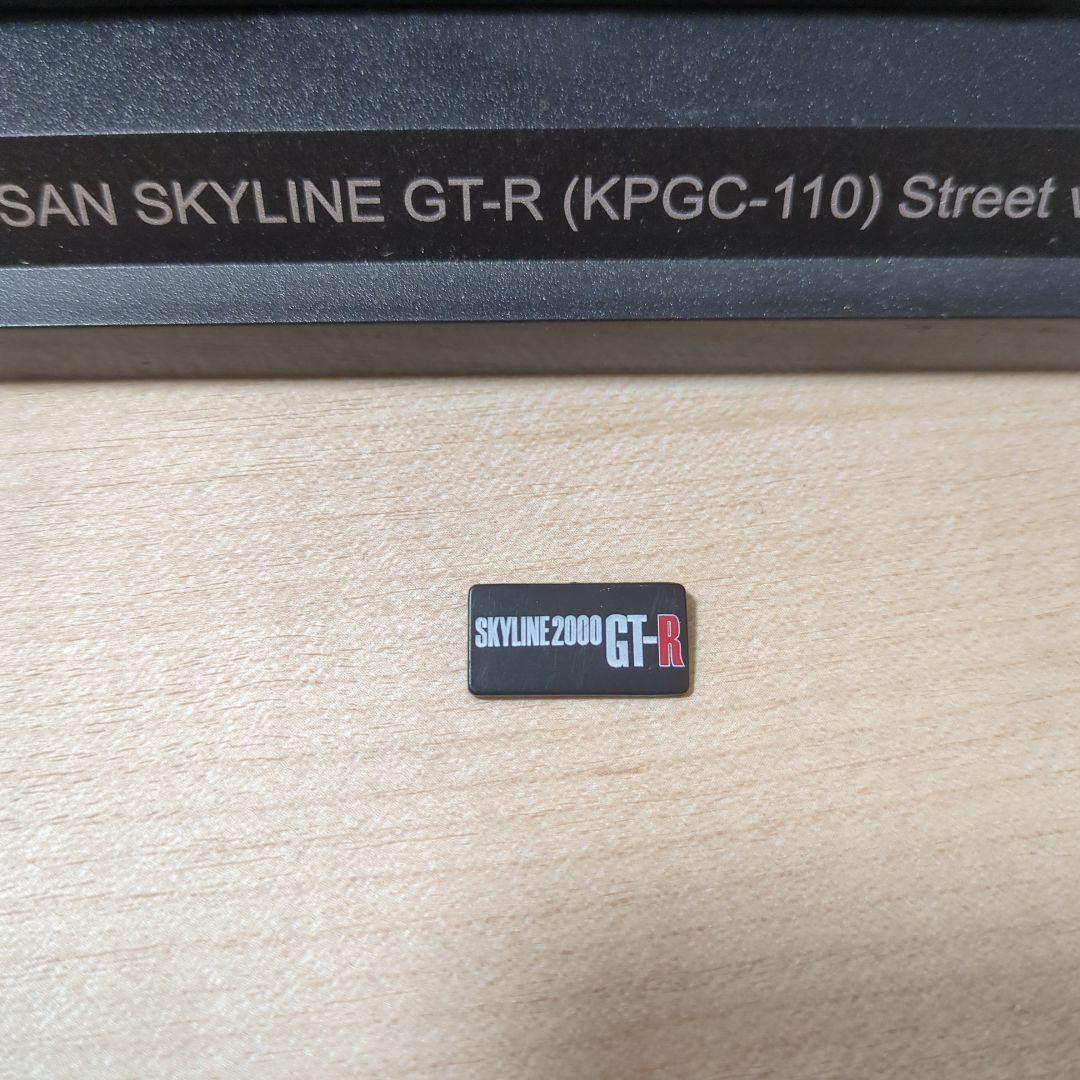 SAN SKYLINE GT-R (KPGC-110) Street
SKYLINE 2000 GT-R